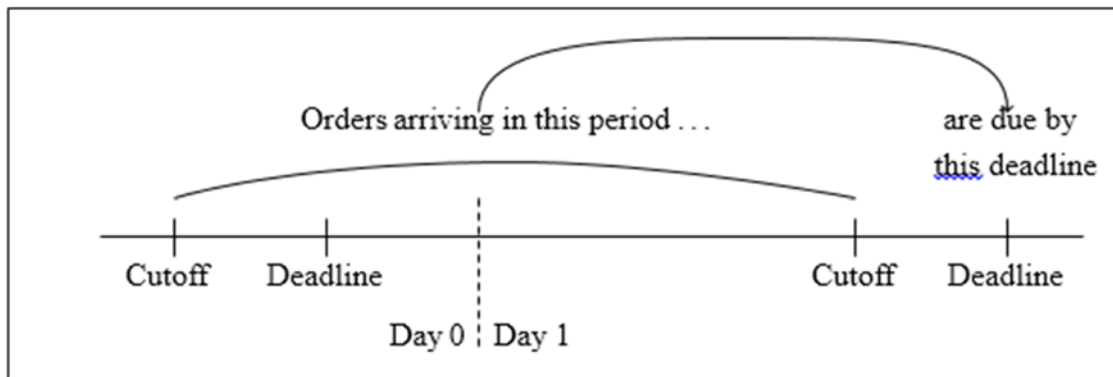 Orders arriving in this period . . . are due by
this deadline
Cutoff Deadline Cutoff Deadline
Day 0 Day 1